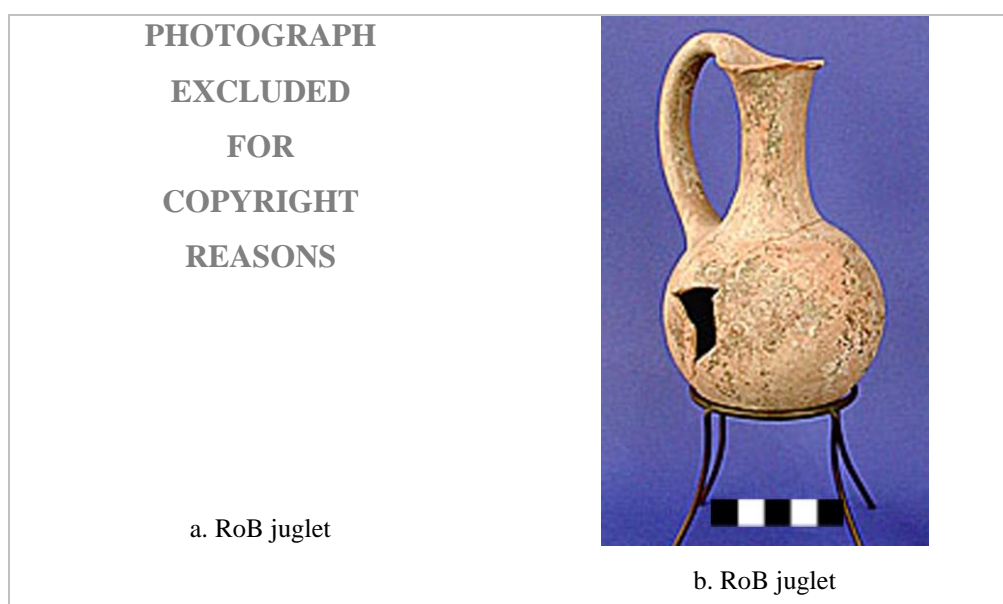 PHOTOGRAPH
EXCLUDED
FOR
COPYRIGHT
REASONS
a. RoB juglet
b. RoB juglet